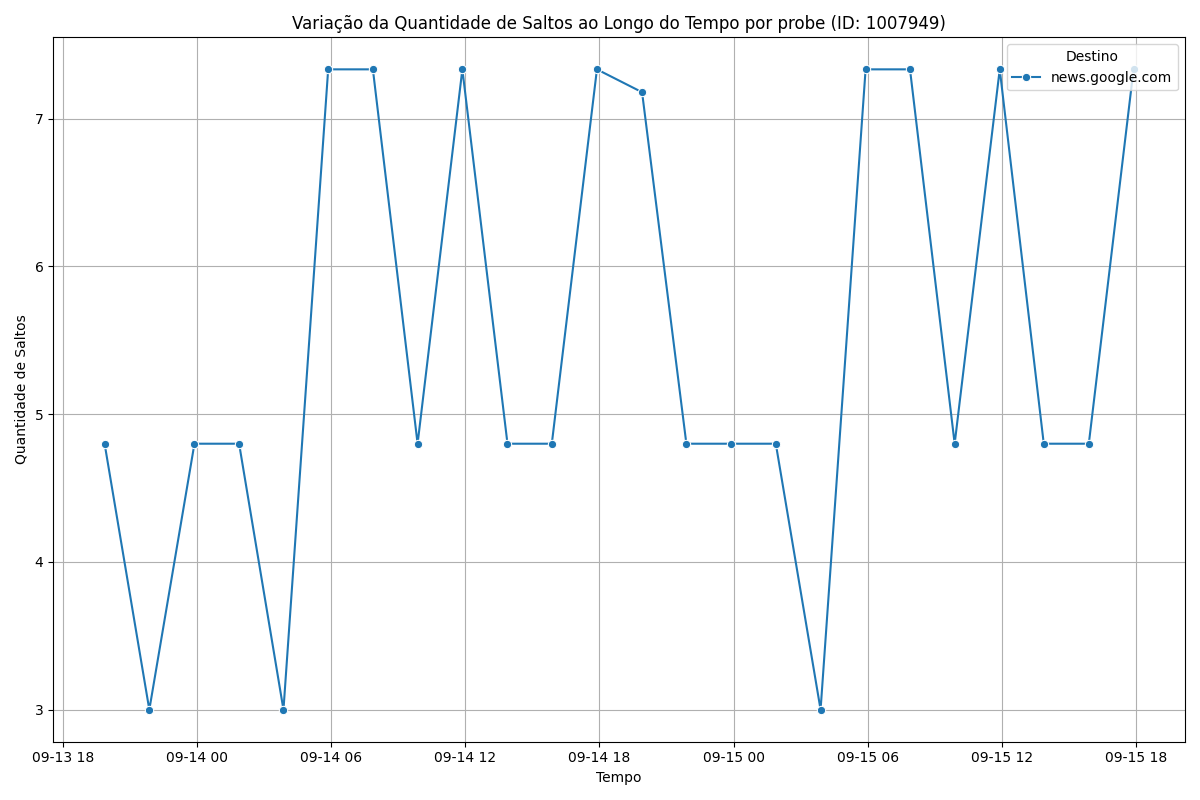 Variação da Quantidade de Saltos ao Longo do Tempo por probe (ID: 1007949)
Destino
news.google.com
7
6
5
4
3
Quantidade de Saltos
09-13 18 09-14 00 09-14 06 09-14 12 09-14 18 09-15 00 09-15 06 09-15 12 09-15 18
Tempo